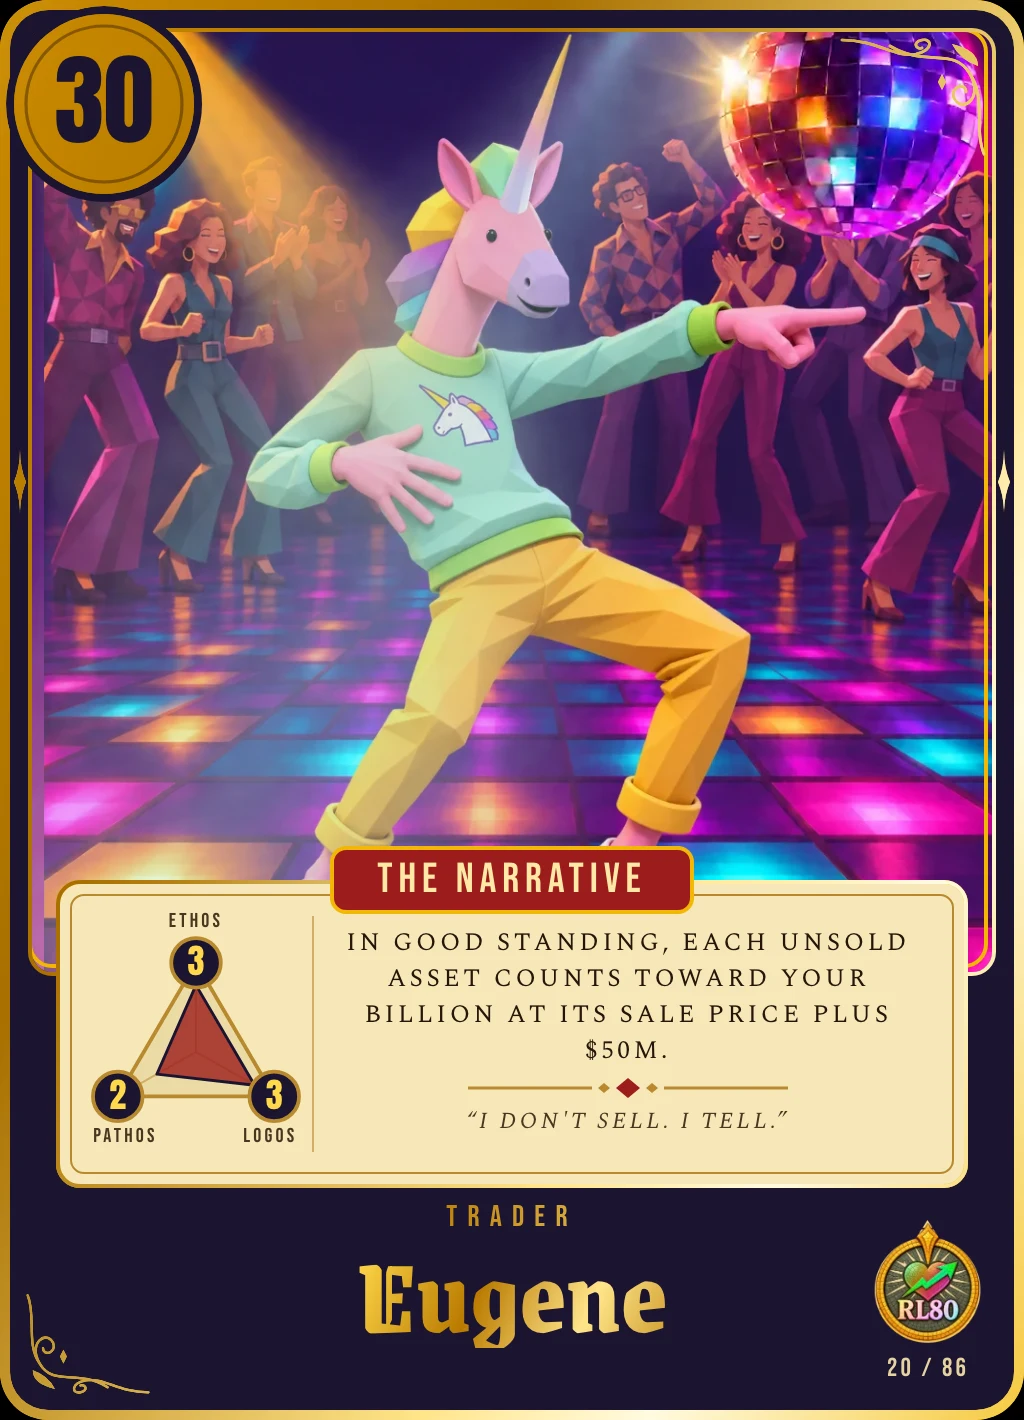 30
THE NARRATIVE
ETHOS
3
2
3
PATHOS
LOGOS
IN GOOD STANDING, EACH UNSOLD
ASSET COUNTS TOWARD YOUR
BILLION AT ITS SALE PRICE PLUS
$50M.
“I DON'T SELL. I TELL.”
TRADER
Eugene
RL80
20 / 86